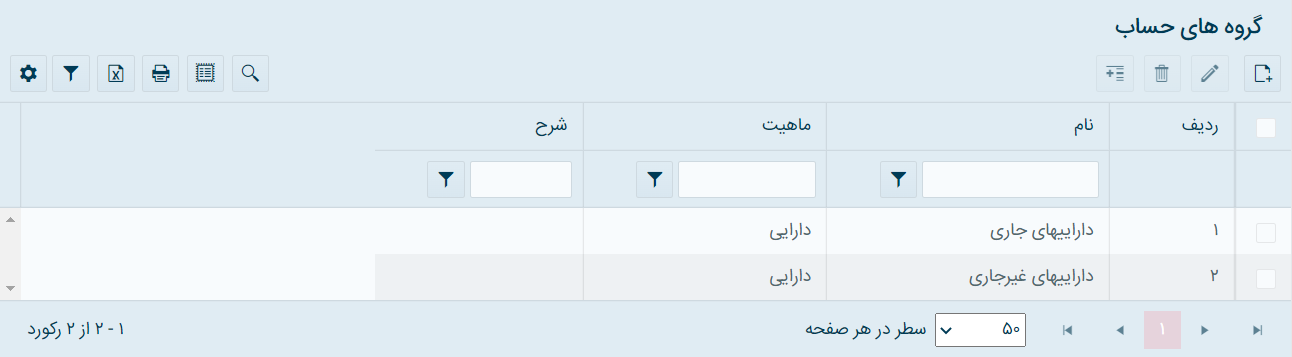 گروه های حساب
ردیف نام ماهیت شرح
۱ داراییهای جاری دارایی
۲ داراییهای غیرجاری دارایی
۱ ۵۰ سطر در هر صفحه ۱ - ۲ از ۲ رکورد